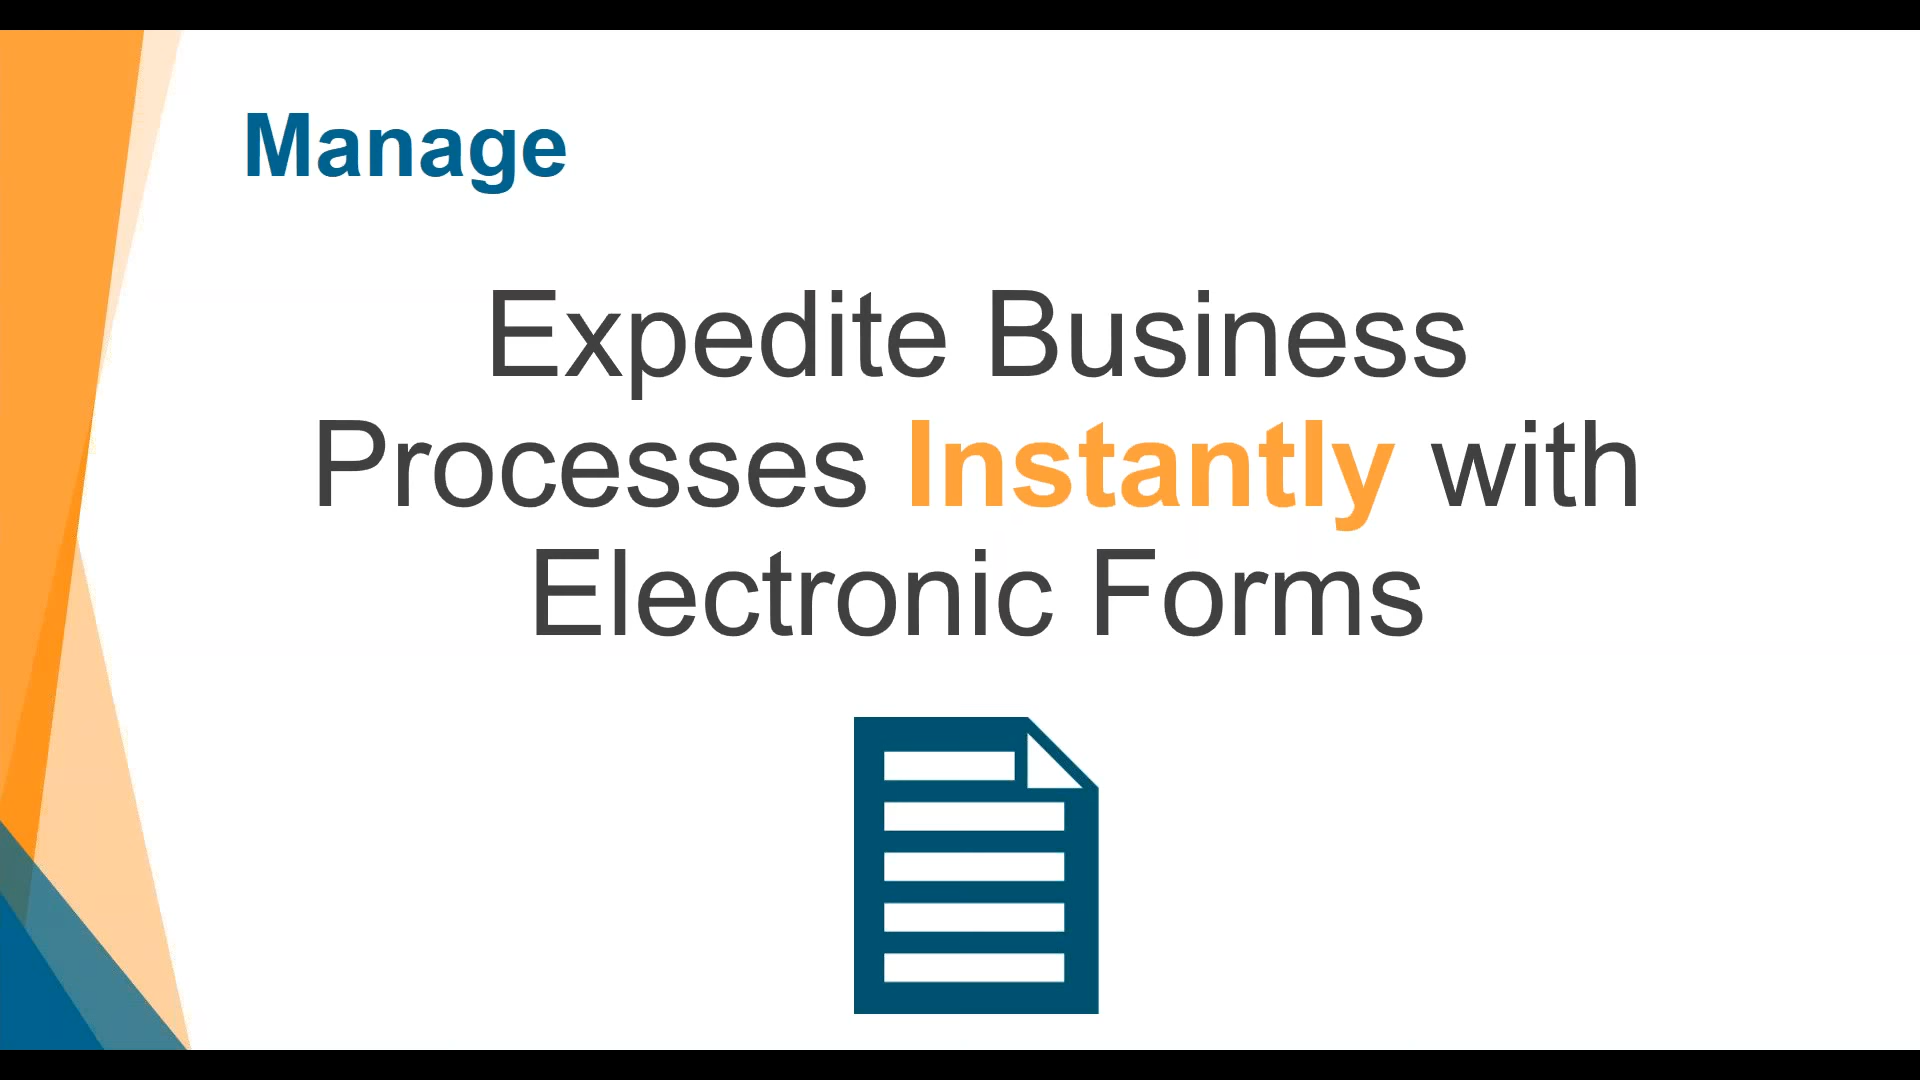 Manage
Expedite Business
Processes Instantly with
Electronic Forms